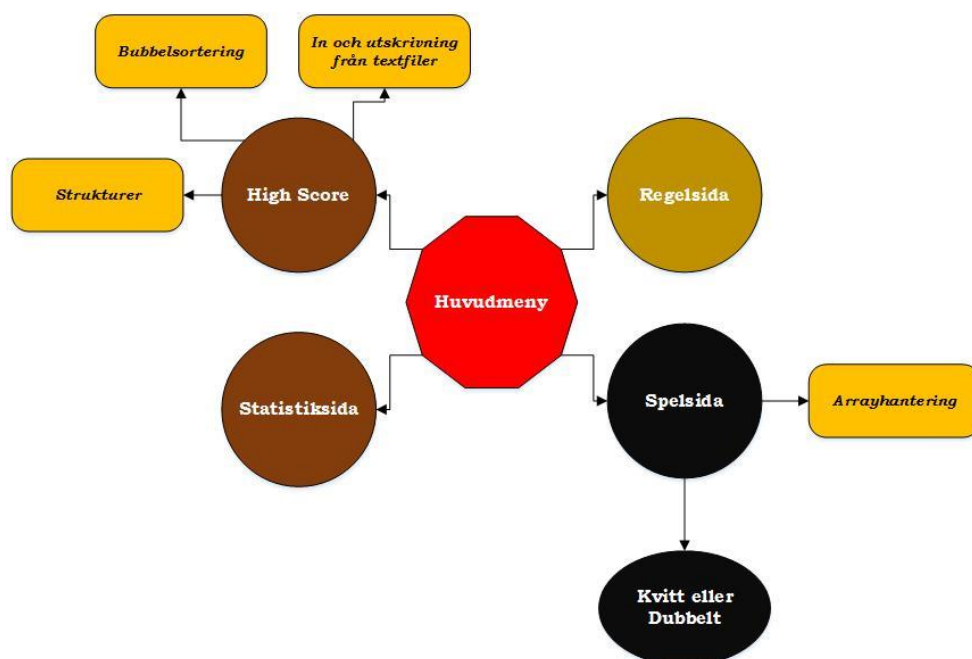 Bubbelsortering
In och utskrivning
från textfiler
Strukturer
High Score
Regelsida
Huvudmeny
Statistiksida
Spelsida
Arrayhantering
Kvitt eller
Dubbelt